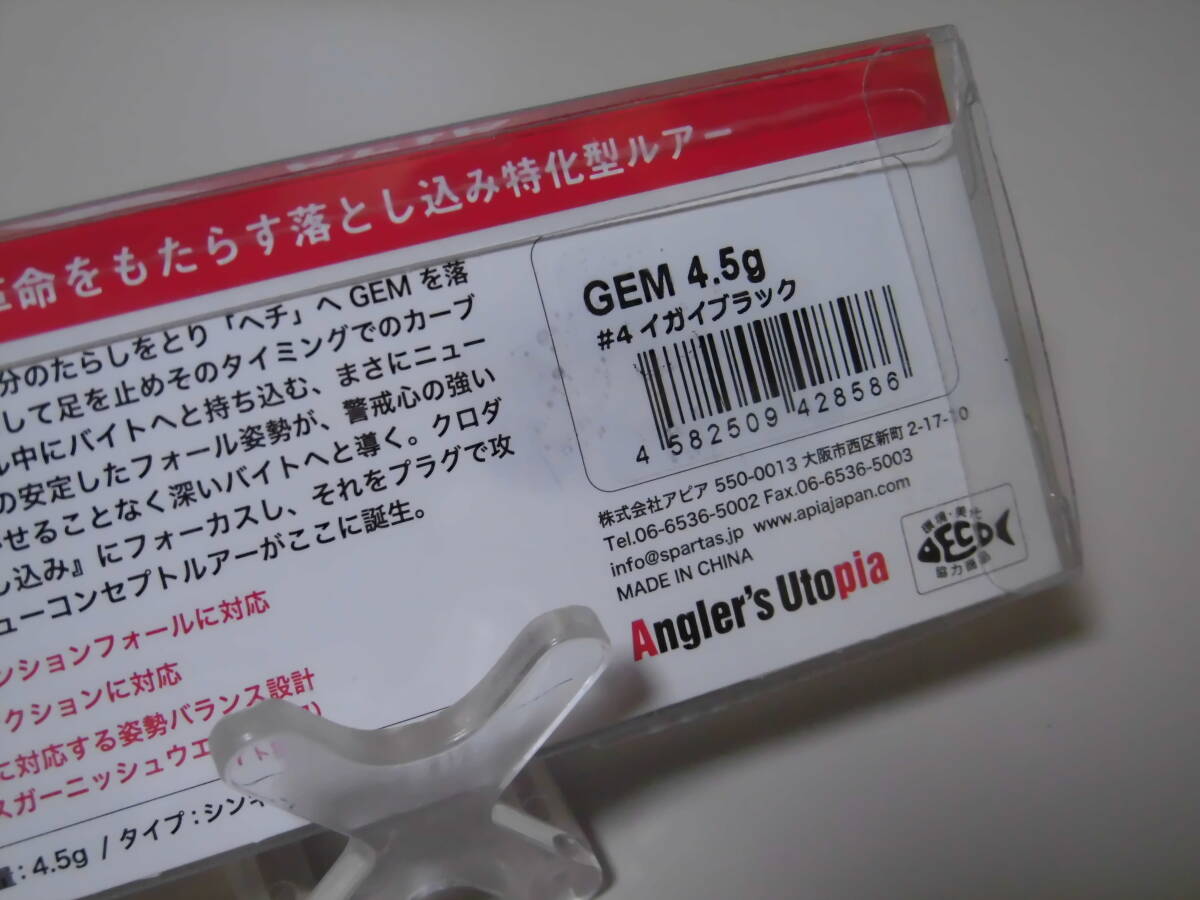 命をもたらす落とし込み特化型ルアー
分のたらしをとり「ヘチ」へ GEM を落
して足を止めそのタイミングでのカーブ
ル中にバイトへと持ち込む、まさにニュー
の安定したフォール姿勢が、警戒心の強い
せることなく深いバイトへと導く。クロダ
し込み』にフォーカスし、それをプラグで攻
ューコンセプトルアーがここに誕生。
ンションフォールに対応
クションに対応
に対応する姿勢バランス設計
スガーニッシュウエイト
量:4.5g / タイプ:シンキ
GEM 4.5g
#4 イガイブラック
4 582509 428586
株式会社アピア 550-0013 大阪市西区新町 2-17-10
Tel.06-6536-5002 Fax.06-6536-5003
info@spartas.jp www.apiajapan.com
MADE IN CHINA
Angler's Utopia
環境・美化
ECO
協力商品